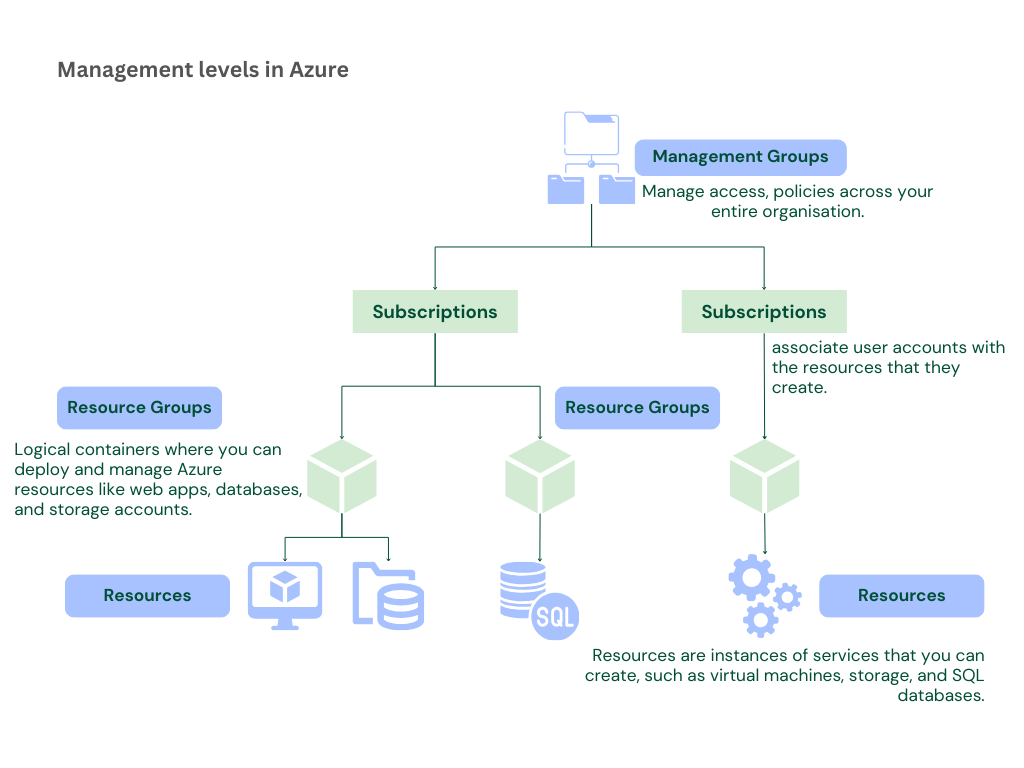 Management levels in Azure
Management Groups
Manage access, policies across your
entire organisation.
Subscriptions
Subscriptions
associate user accounts with
the resources that they
create.
Resource Groups
Resource Groups
Logical containers where you can
deploy and manage Azure
resources like web apps, databases,
and storage accounts.
Resources
SQL
Resources
Resources are instances of services that you can
create, such as virtual machines, storage, and SQL
databases.